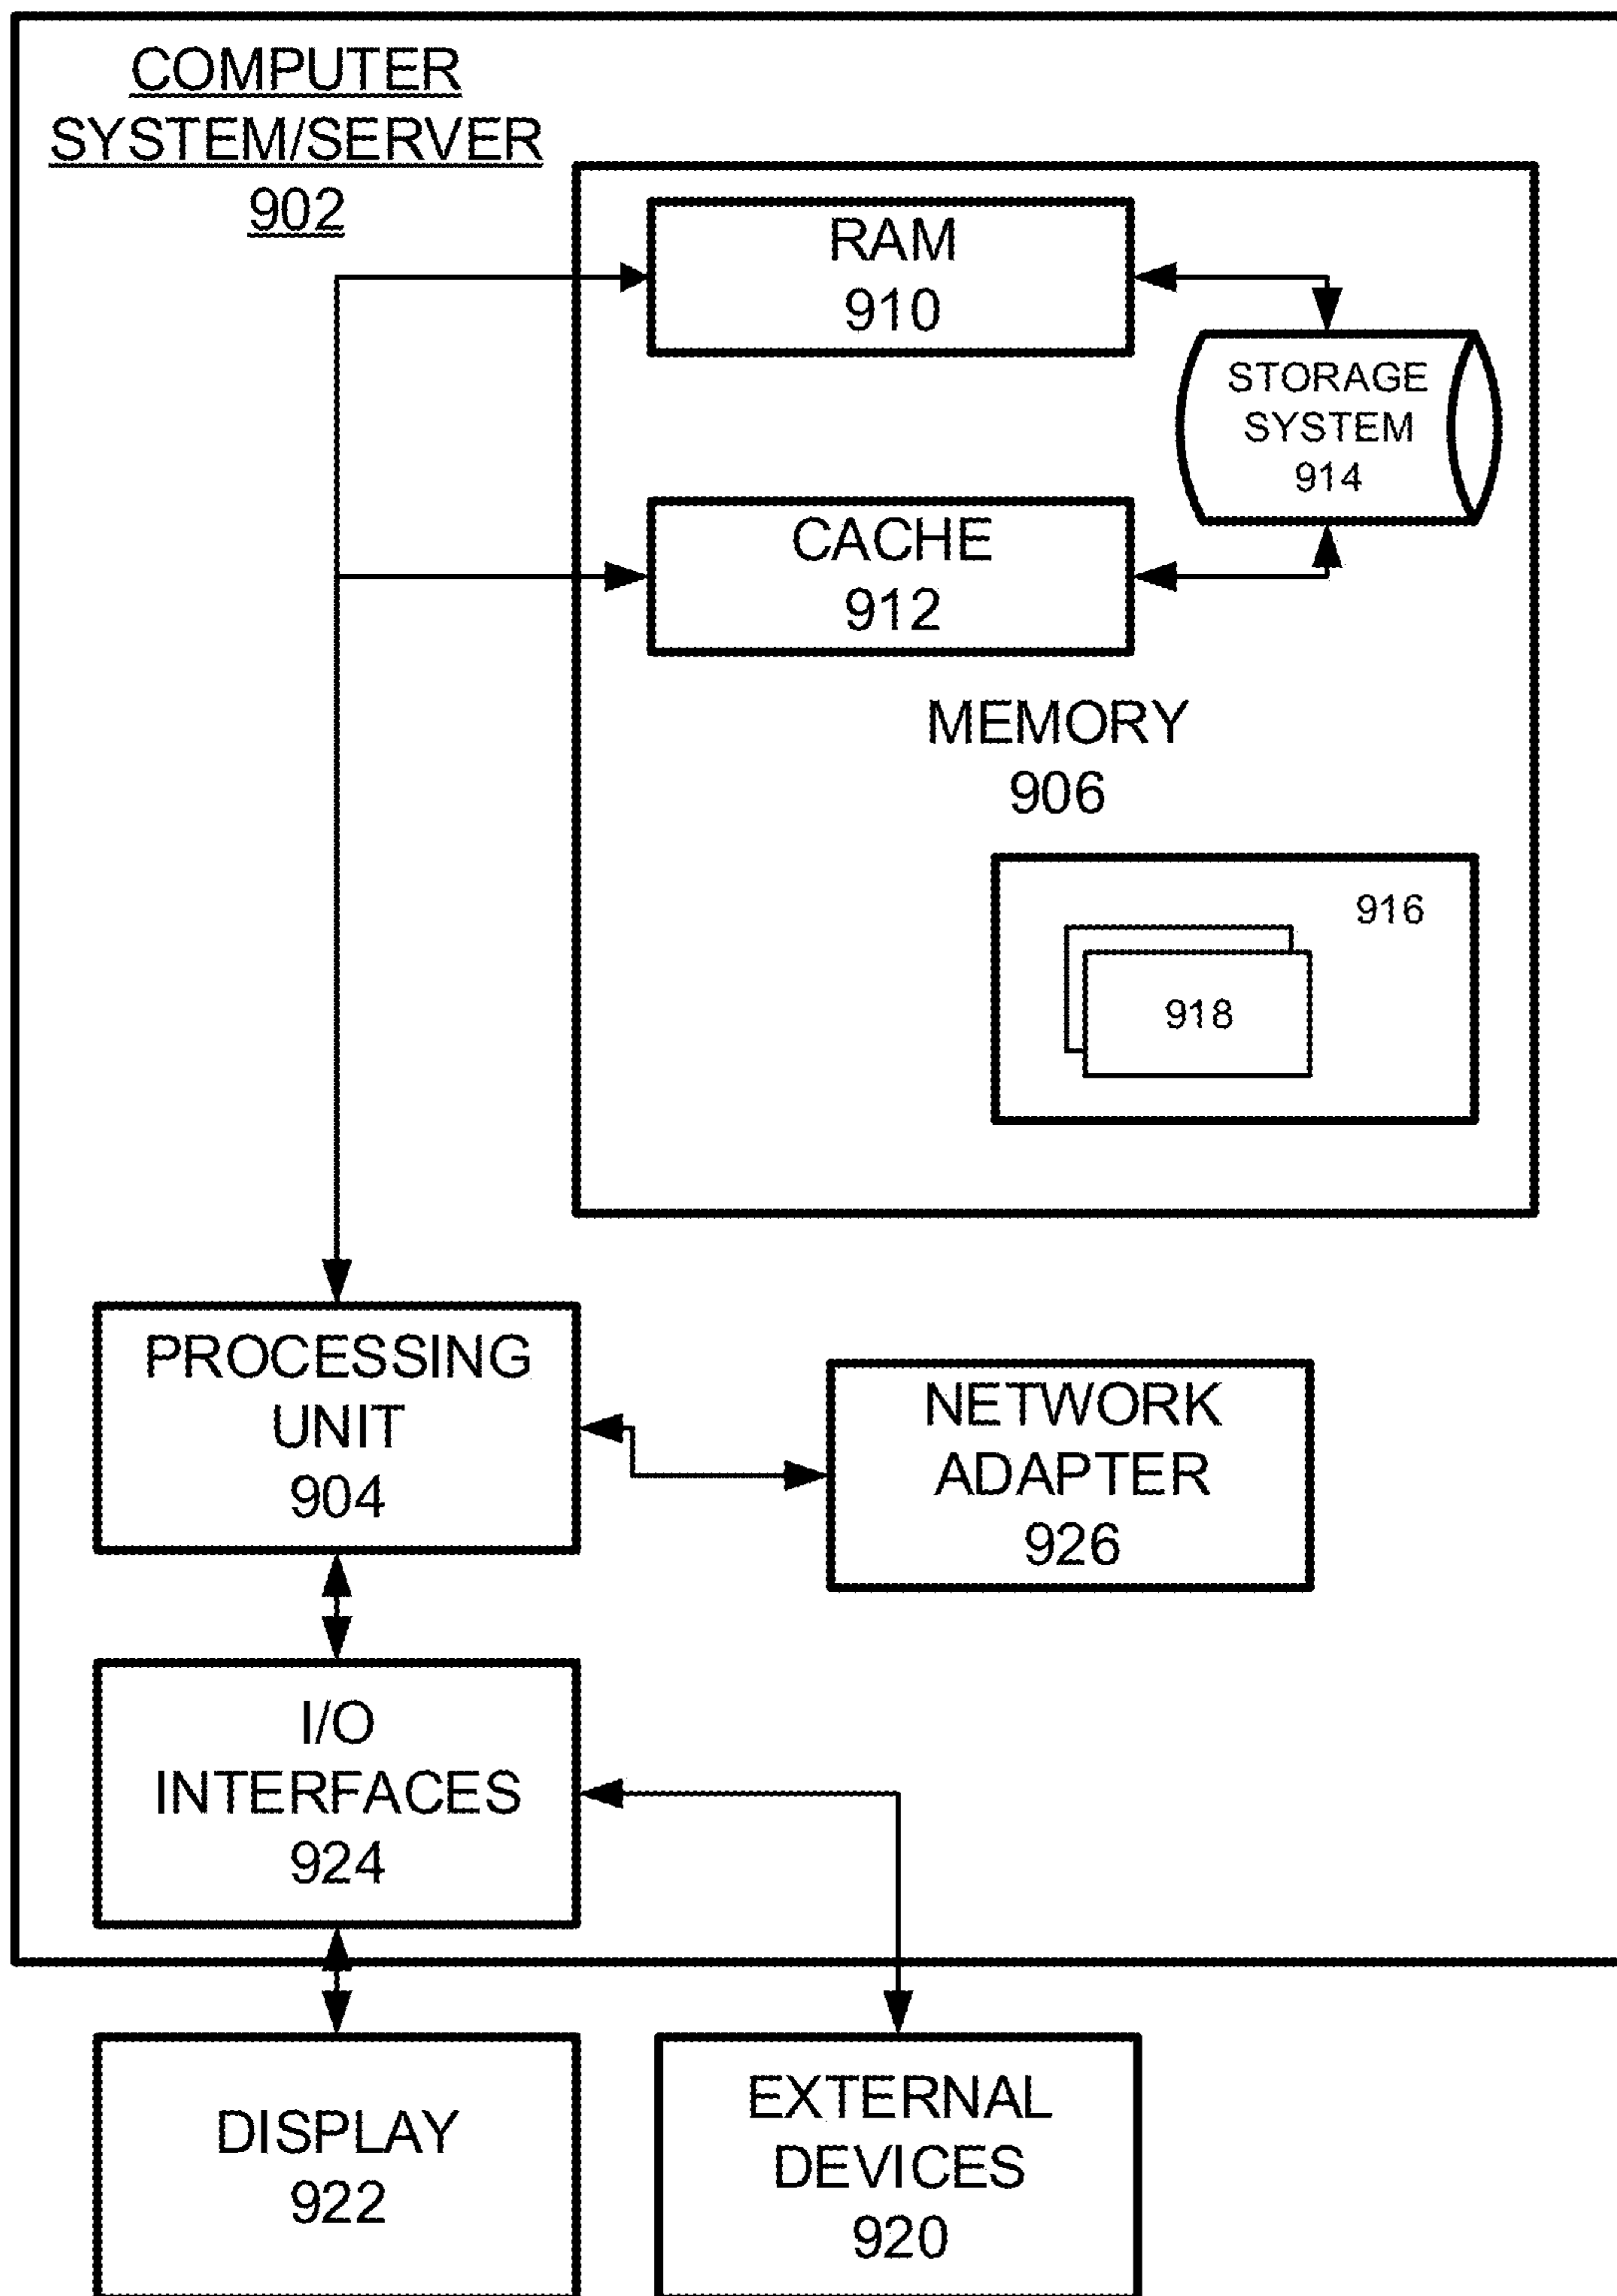 COMPUTER
SYSTEM/SERVER
902
RAM
910
STORAGE
SYSTEM
914
CACHE
912
MEMORY
906
916
918
PROCESSING
UNIT
904
NETWORK
ADAPTER
926
I/O
INTERFACES
924
DISPLAY
922
EXTERNAL
DEVICES
920